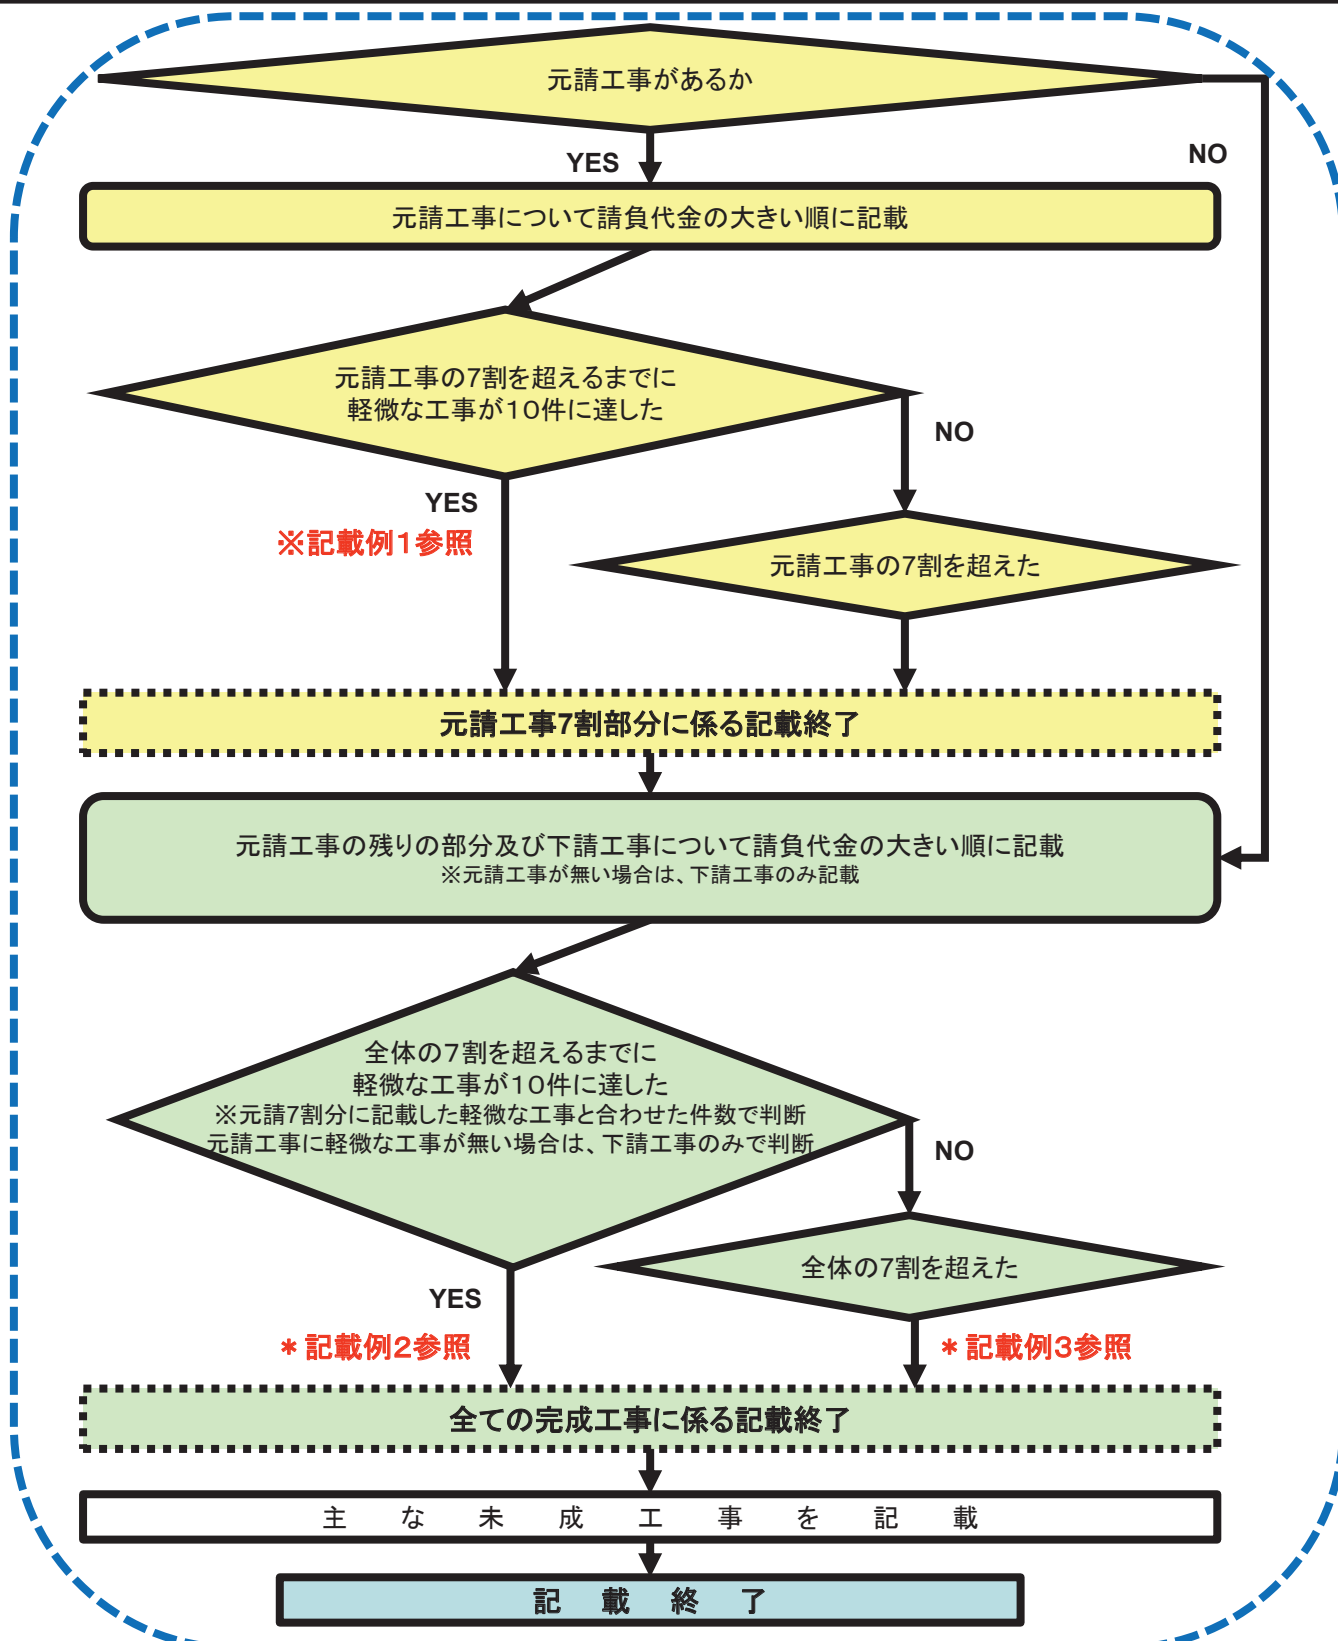 元請工事があるか
YES
NO
元請工事について請負代金の大きい順に記載
元請工事の7割を超えるまでに
軽微な工事が10件に達した
NO
YES
※記載例1参照
元請工事の7割を超えた
元請工事7割部分に係る記載終了
元請工事の残りの部分及び下請工事について請負代金の大きい順に記載
※元請工事が無い場合は、下請工事のみ記載
全体の7割を超えるまでに
軽微な工事が10件に達した
※元請7割分に記載した軽微な工事と合わせた件数で判断
元請工事に軽微な工事が無い場合は、下請工事のみで判断
NO
全体の7割を超えた
YES
*記載例2参照
*記載例3参照
全ての完成工事に係る記載終了
主な未成工事を記載
記載終了